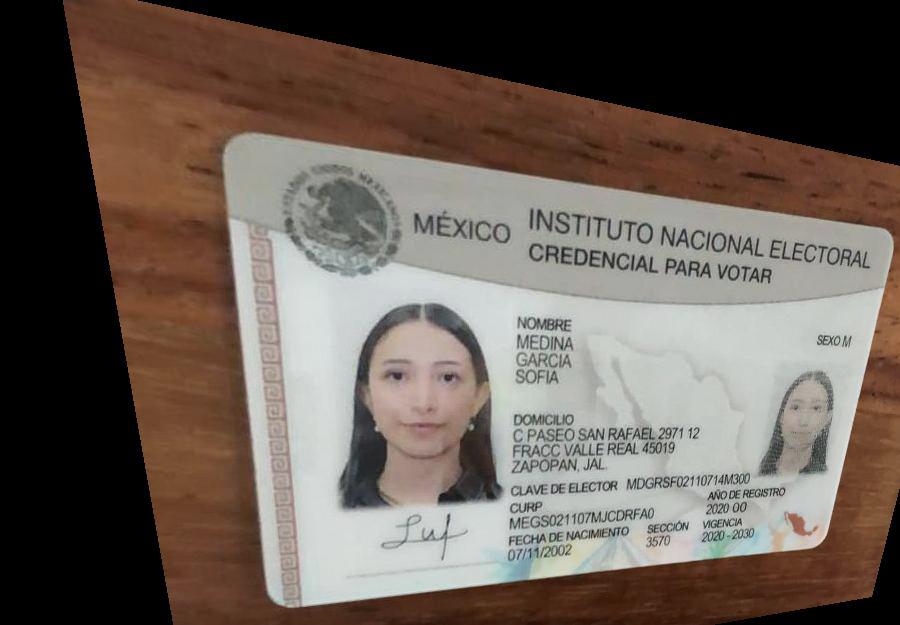 ESTADOS UNIDOS MEXICANOS
MÉXICO
INSTITUTO NACIONAL ELECTORAL
CREDENCIAL PARA VOTAR
NOMBRE
MEDINA
GARCIA
SOFIA
SEXO M
DOMICILIO
C PASEO SAN RAFAEL 2971 12
FRACC VALLE REAL 45019
ZAPOPAN, JAL.
CLAVE DE ELECTOR MDGRSF02110714M300
CURP
MEGS021107MJCDRFA0
AÑO DE REGISTRO
2020 00
FECHA DE NACIMIENTO
07/11/2002
SECCIÓN
3570
VIGENCIA
2020 - 2030